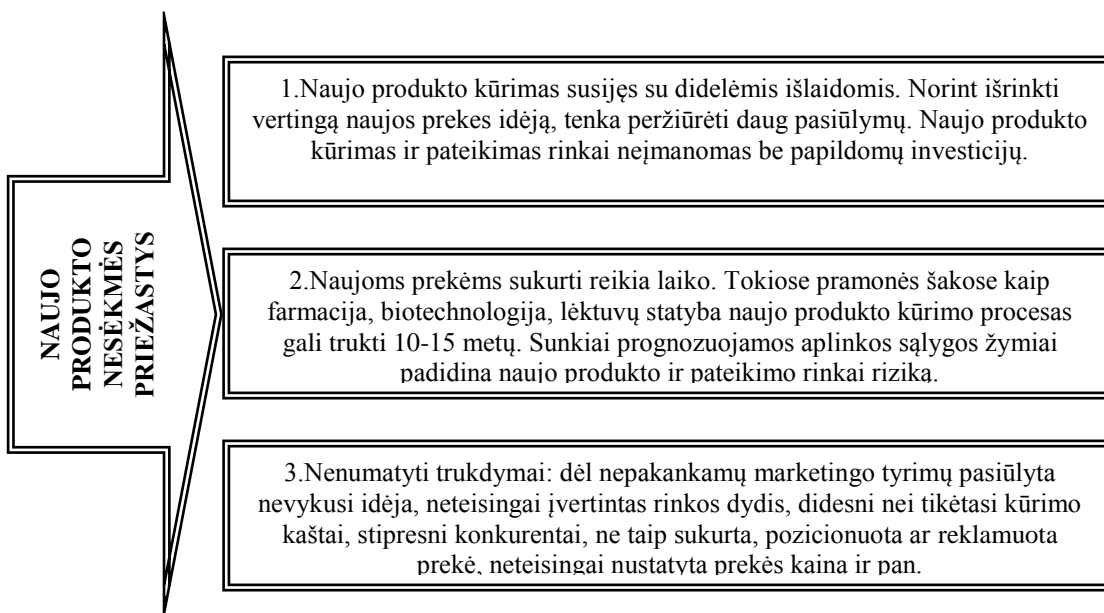 NAUJO
PRODUKTO
NESĖKMĖS
PRIEŽASTYS
1.Naujo produkto kūrimas susijęs su didelėmis išlaidomis. Norint išrinkti
vertingą naujos prekes idėją, tenka peržiūrėti daug pasiūlymų. Naujo produkto
kūrimas ir pateikimas rinkai neįmanomas be papildomų investicijų.
2.Naujoms prekėms sukurti reikia laiko. Tokiose pramonės šakose kaip
farmacija, biotechnologija, lėktuvų statyba naujo produkto kūrimo procesas
gali trukti 10-15 metų. Sunkiai prognozuojamos aplinkos sąlygos žymiai
padidina naujo produkto ir pateikimo rinkai riziką.
3.Nenumatyti trukdymai: dėl nepakankamų marketingo tyrimų pasiūlyta
nevykusi idėja, neteisingai įvertintas rinkos dydis, didesni nei tikėtasi kūrimo
kaštai, stipresni konkurentai, ne taip sukurta, pozicionuota ar reklamuota
prekė, neteisingai nustatyta prekės kaina ir pan.